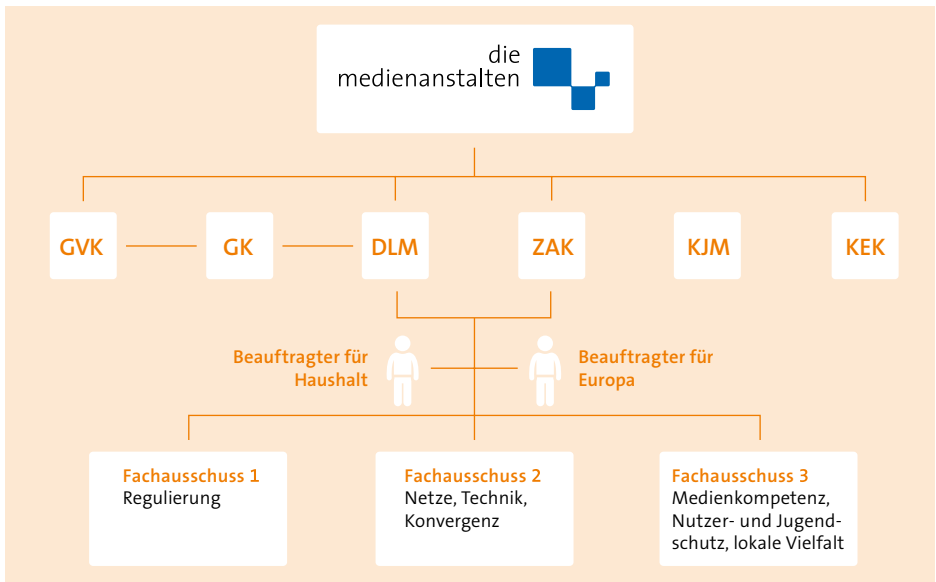 die
medienanstalten
GVK
GK
DLM
ZAK
KJM
KEK
Beauftragter für
Haushalt
Beauftragter für
Europa
Fachausschuss 1
Regulierung
Fachausschuss 2
Netze, Technik,
Konvergenz
Fachausschuss 3
Medienkompetenz,
Nutzer- und Jugend-
schutz, lokale Vielfalt